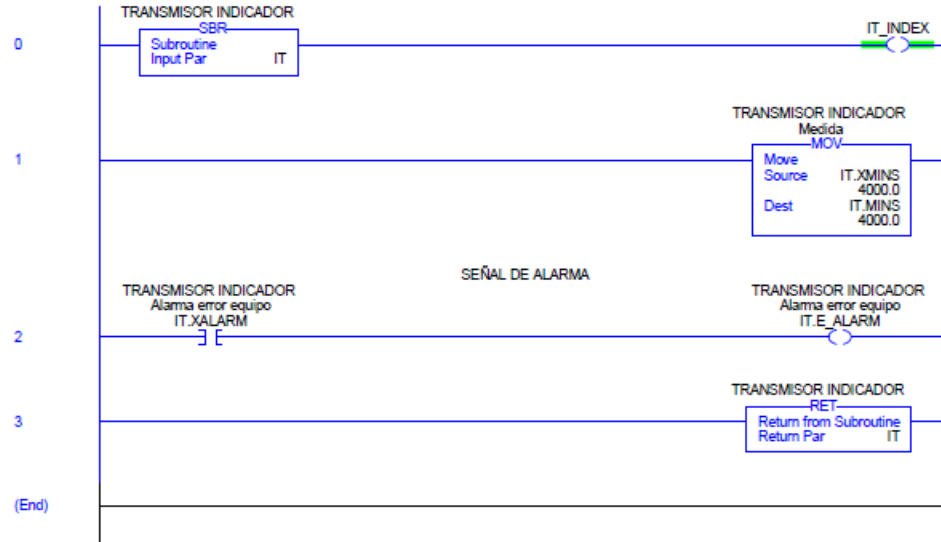 TRANSMISOR INDICADOR
SBR
0
Subroutine
Input Par IT
IT_INDEX
TRANSMISOR INDICADOR
Medida
MOV
1
Move
Source IT.XMINS
4000.0
Dest IT.MINS
4000.0
SEÑAL DE ALARMA
TRANSMISOR INDICADOR
Alarma error equipo
IT.XALARM
TRANSMISOR INDICADOR
Alarma error equipo
IT.E_ALARM
2
TRANSMISOR INDICADOR
RET
3
Return from Subroutine
Return Par IT
(End)